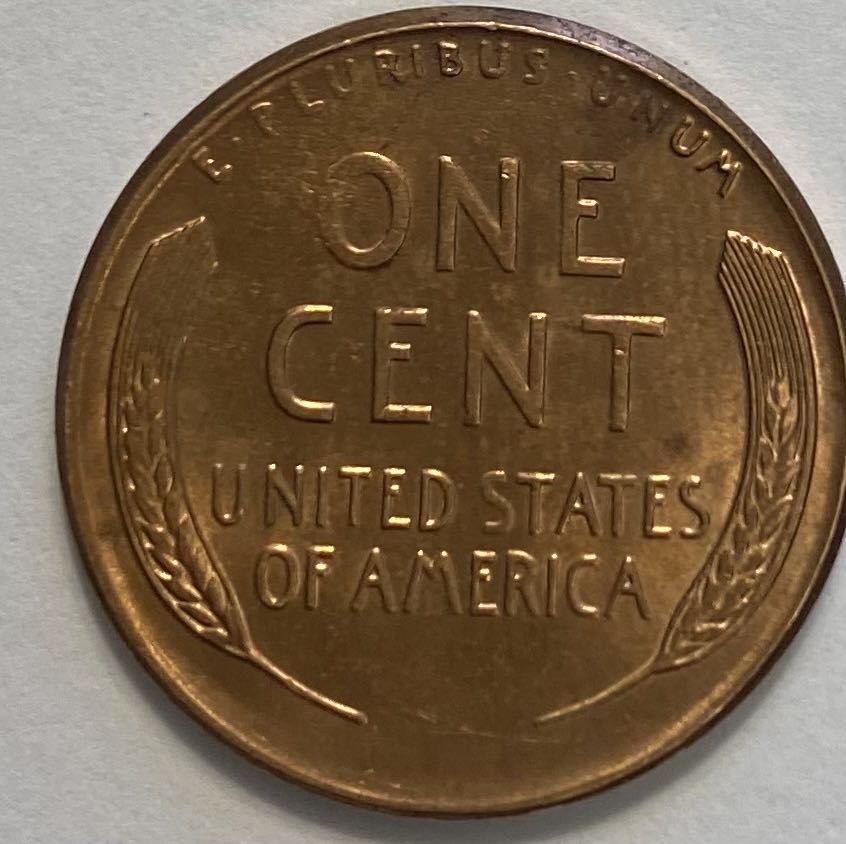 E·PLURIBUS·UNUM
ONE
CENT
UNITED STATES
OF AMERICA